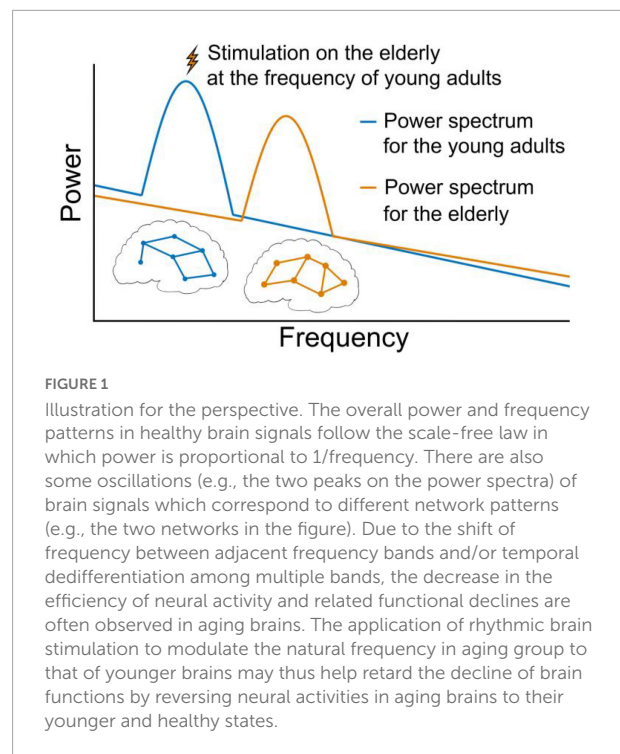 Stimulation on the elderly
at the frequency of young adults
Power spectrum
for the young adults
Power spectrum
for the elderly
Power
Frequency
FIGURE 1
Illustration for the perspective. The overall power and frequency
patterns in healthy brain signals follow the scale-free law in
which power is proportional to 1/frequency. There are also
some oscillations (e.g., the two peaks on the power spectra) of
brain signals which correspond to different network patterns
(e.g., the two networks in the figure). Due to the shift of
frequency between adjacent frequency bands and/or temporal
dedifferentiation among multiple bands, the decrease in the
efficiency of neural activity and related functional declines are
often observed in aging brains. The application of rhythmic brain
stimulation to modulate the natural frequency in aging group to
that of younger brains may thus help retard the decline of brain
functions by reversing neural activities in aging brains to their
younger and healthy states.